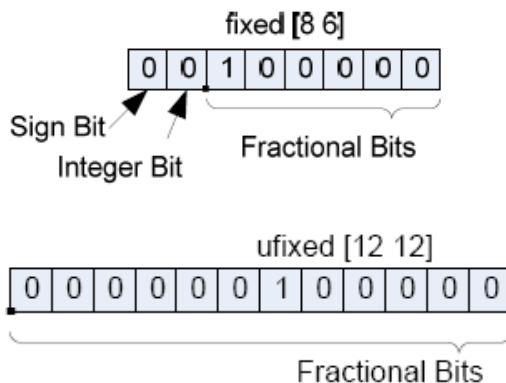 fixed [8 6]
0 0 1 0 0 0 0 0
Sign Bit
Integer Bit
Fractional Bits
ufixed [12 12]
0 0 0 0 0 0 1 0 0 0 0 0
Fractional Bits